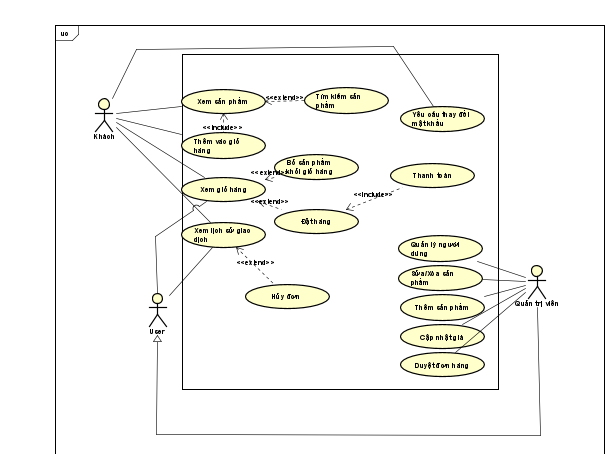 uc
Xem sản phẩm
<<extend>>
Tìm kiếm sản
phẩm
Yêu cầu thay đổi
mật khẩu
Khách
<<include>>
Thêm vào giỏ
hàng
Bỏ sản phẩm
khỏi giỏ hàng
<<extend>>
Thanh toán
Xem giỏ hàng
<<include>>
<<extend>>
Đặt hàng
Xem lịch sử giao
dịch
Quản lý người
dùng
<<extend>>
Sửa/Xóa sản
phẩm
Hủy đơn
Quản trị viên
Thêm sản phẩm
User
Cập nhật giá
Duyệt đơn hàng